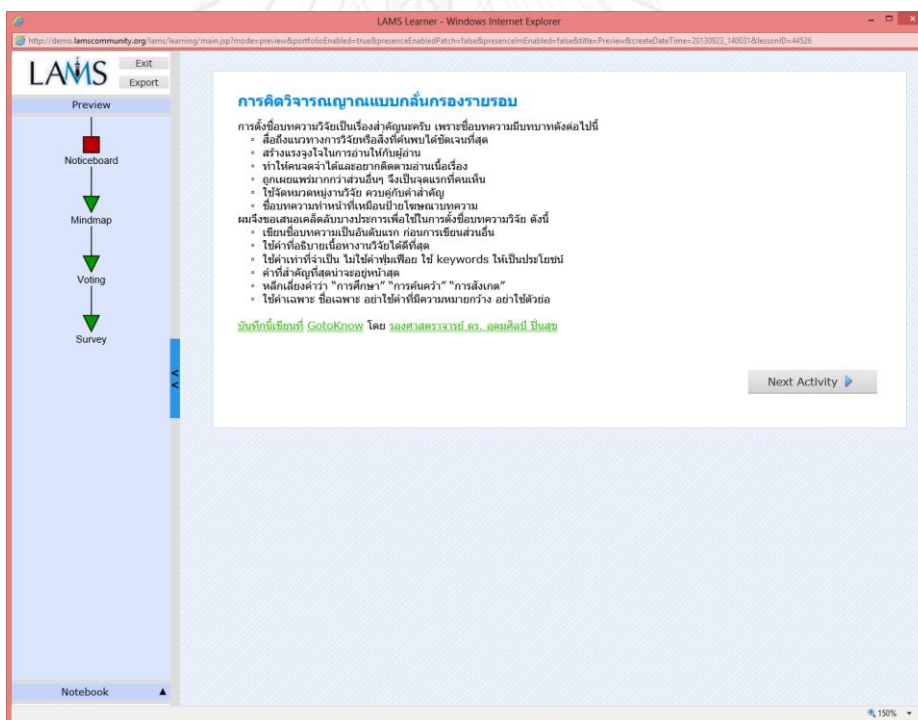 LAMS Learner - Windows Internet Explorer
http://demo.lamscommunity.org/lams/learning/main.jsp?mode=preview&portfolioEnabled=true&presenceEnabledPatch=false&presenceImEnabled=false&title=Preview&createDateTime=20130923_140031&lessonID=44526
LAMS
Exit
Export
Preview
Noticeboard
Mindmap
Voting
Survey
<
<
การคิดวิจารณญาณแบบกลั่นกรองรายรอบ
การตั้งชื่อบทความวิจัยเป็นเรื่องสำคัญนะครับ เพราะชื่อบทความมีบทบาทดังต่อไปนี้
สื่อถึงแนวทางการวิจัยหรือสิ่งที่ค้นพบได้ชัดเจนที่สุด
สร้างแรงจูงใจในการอ่านให้กับผู้อ่าน
ทำให้คนจดจำได้และอยากติดตามอ่านเนื้อเรื่อง
ถูกเผยแพร่มากกว่าส่วนอื่นๆ จึงเป็นจุดแรกที่คนเห็น
ใช้จัดหมวดหมู่งานวิจัย ควบคู่กับคำสำคัญ
ชื่อบทความทำหน้าที่เหมือนป้ายโฆษณาบทความ
ผมจึงขอเสนอเคล็ดลับบางประการเพื่อใช้ในการตั้งชื่อบทความวิจัย ดังนี้
เขียนชื่อบทความเป็นอันดับแรก ก่อนการเขียนส่วนอื่น
ใช้คำที่อธิบายเนื้อหางานวิจัยได้ดีที่สุด
ใช้คำเท่าที่จำเป็น ไม่ใช้คำฟุ่มเฟือย ใช้ keywords ให้เป็นประโยชน์
คำที่สำคัญที่สุดน่าจะอยู่หน้าสุด
หลีกเลี่ยงคำว่า "การศึกษา" "การค้นคว้า" "การสังเกต"
ใช้คำเฉพาะ ชื่อเฉพาะ อย่าใช้คำที่มีความหมายกว้าง อย่าใช้ตัวย่อ
บันทึกนี้เขียนที่ GotoKnow โดย รองศาสตราจารย์ ดร.
Next Activity
Notebook
150%